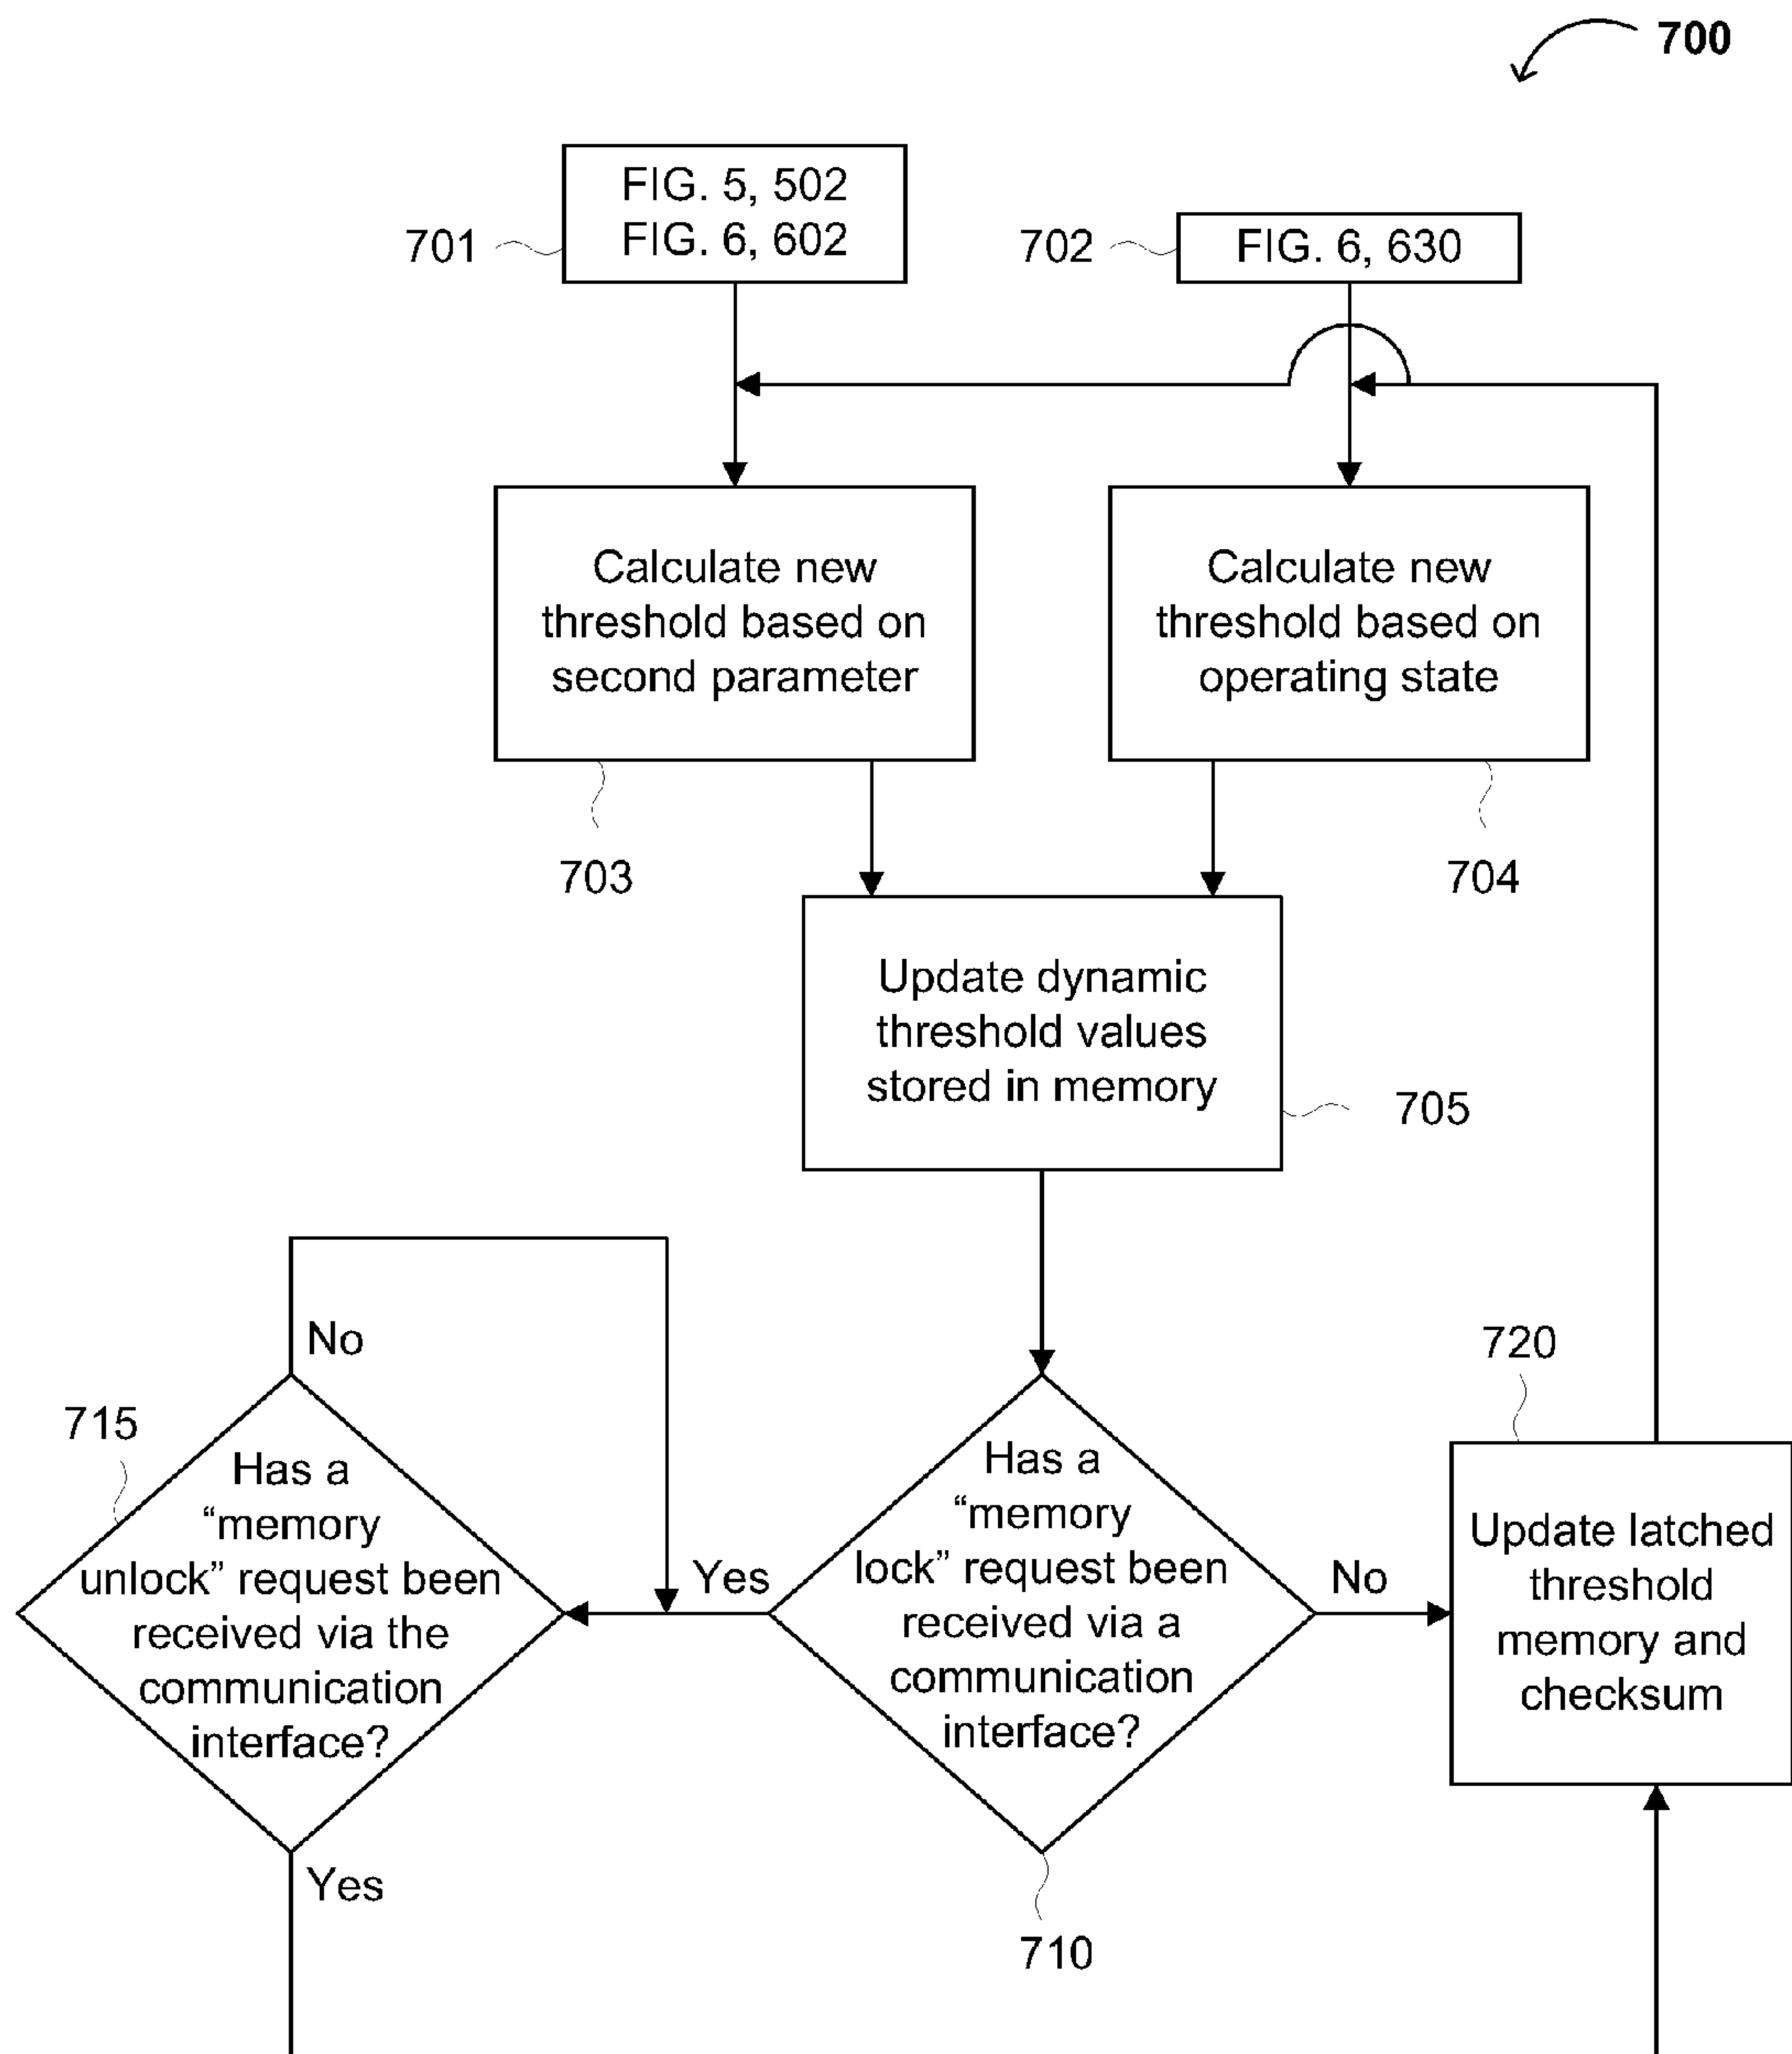 700
FIG. 5, 502
FIG. 6, 602
701
702
FIG. 6, 630
Calculate new
threshold based on
second parameter
Calculate new
threshold based on
operating state
703
704
Update dynamic
threshold values
stored in memory
705
No
715
Has a
“memory
unlock” request been
received via the
communication
interface?
Yes
Yes
Has a
“memory
lock” request been
received via a
communication
interface?
No
710
720
Update latched
threshold
memory and
checksum